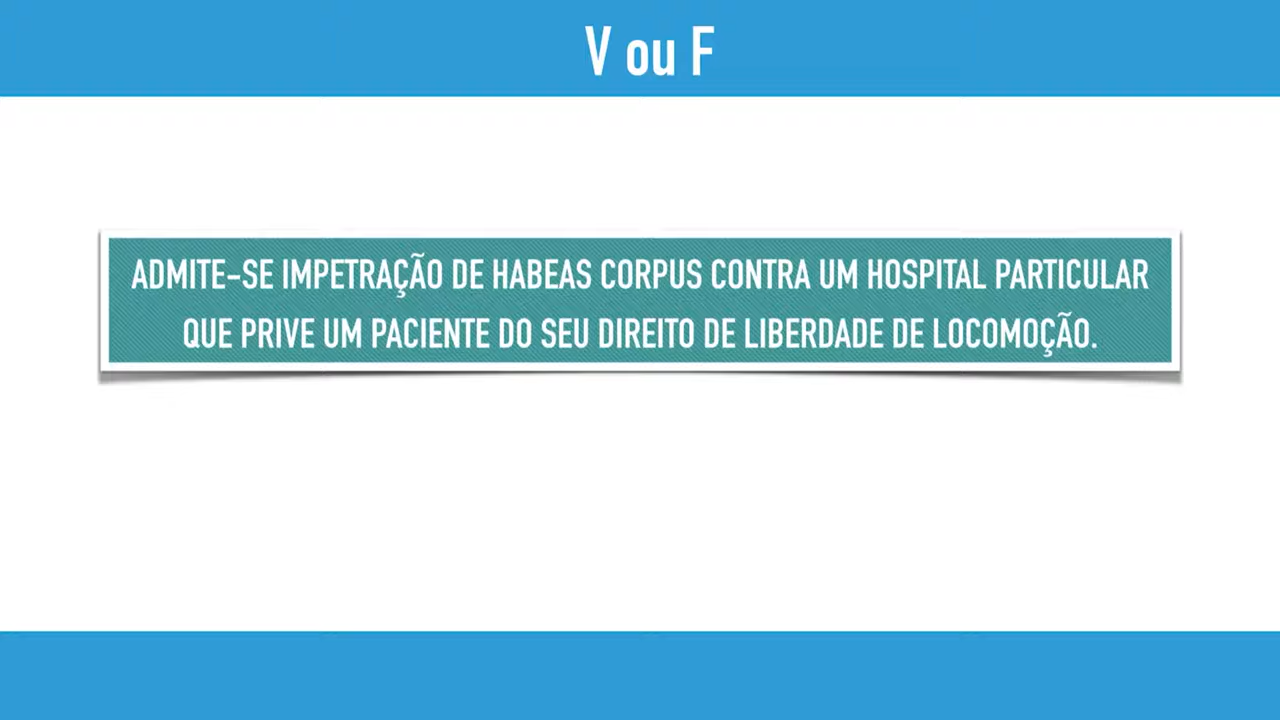 V ou F
ADMITE-SE IMPETRAÇÃO DE HABEAS CORPUS CONTRA UM HOSPITAL PARTICULAR
QUE PRIVE UM PACIENTE DO SEU DIREITO DE LIBERDADE DE LOCOMOÇÃO.